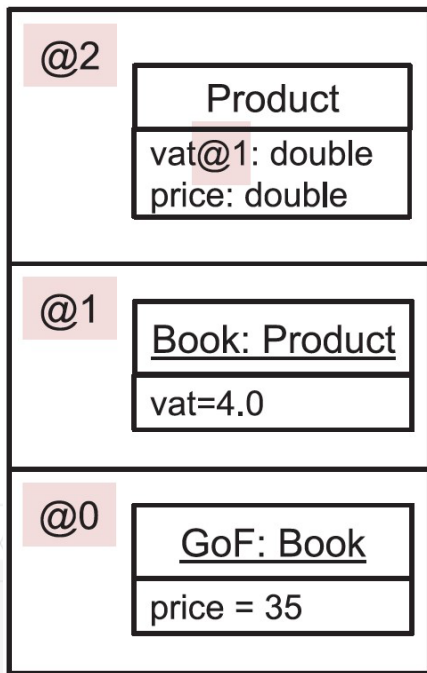 @2
Product
vat@1: double
price: double
@1
Book: Product
vat=4.0
@0
GoF: Book
price = 35